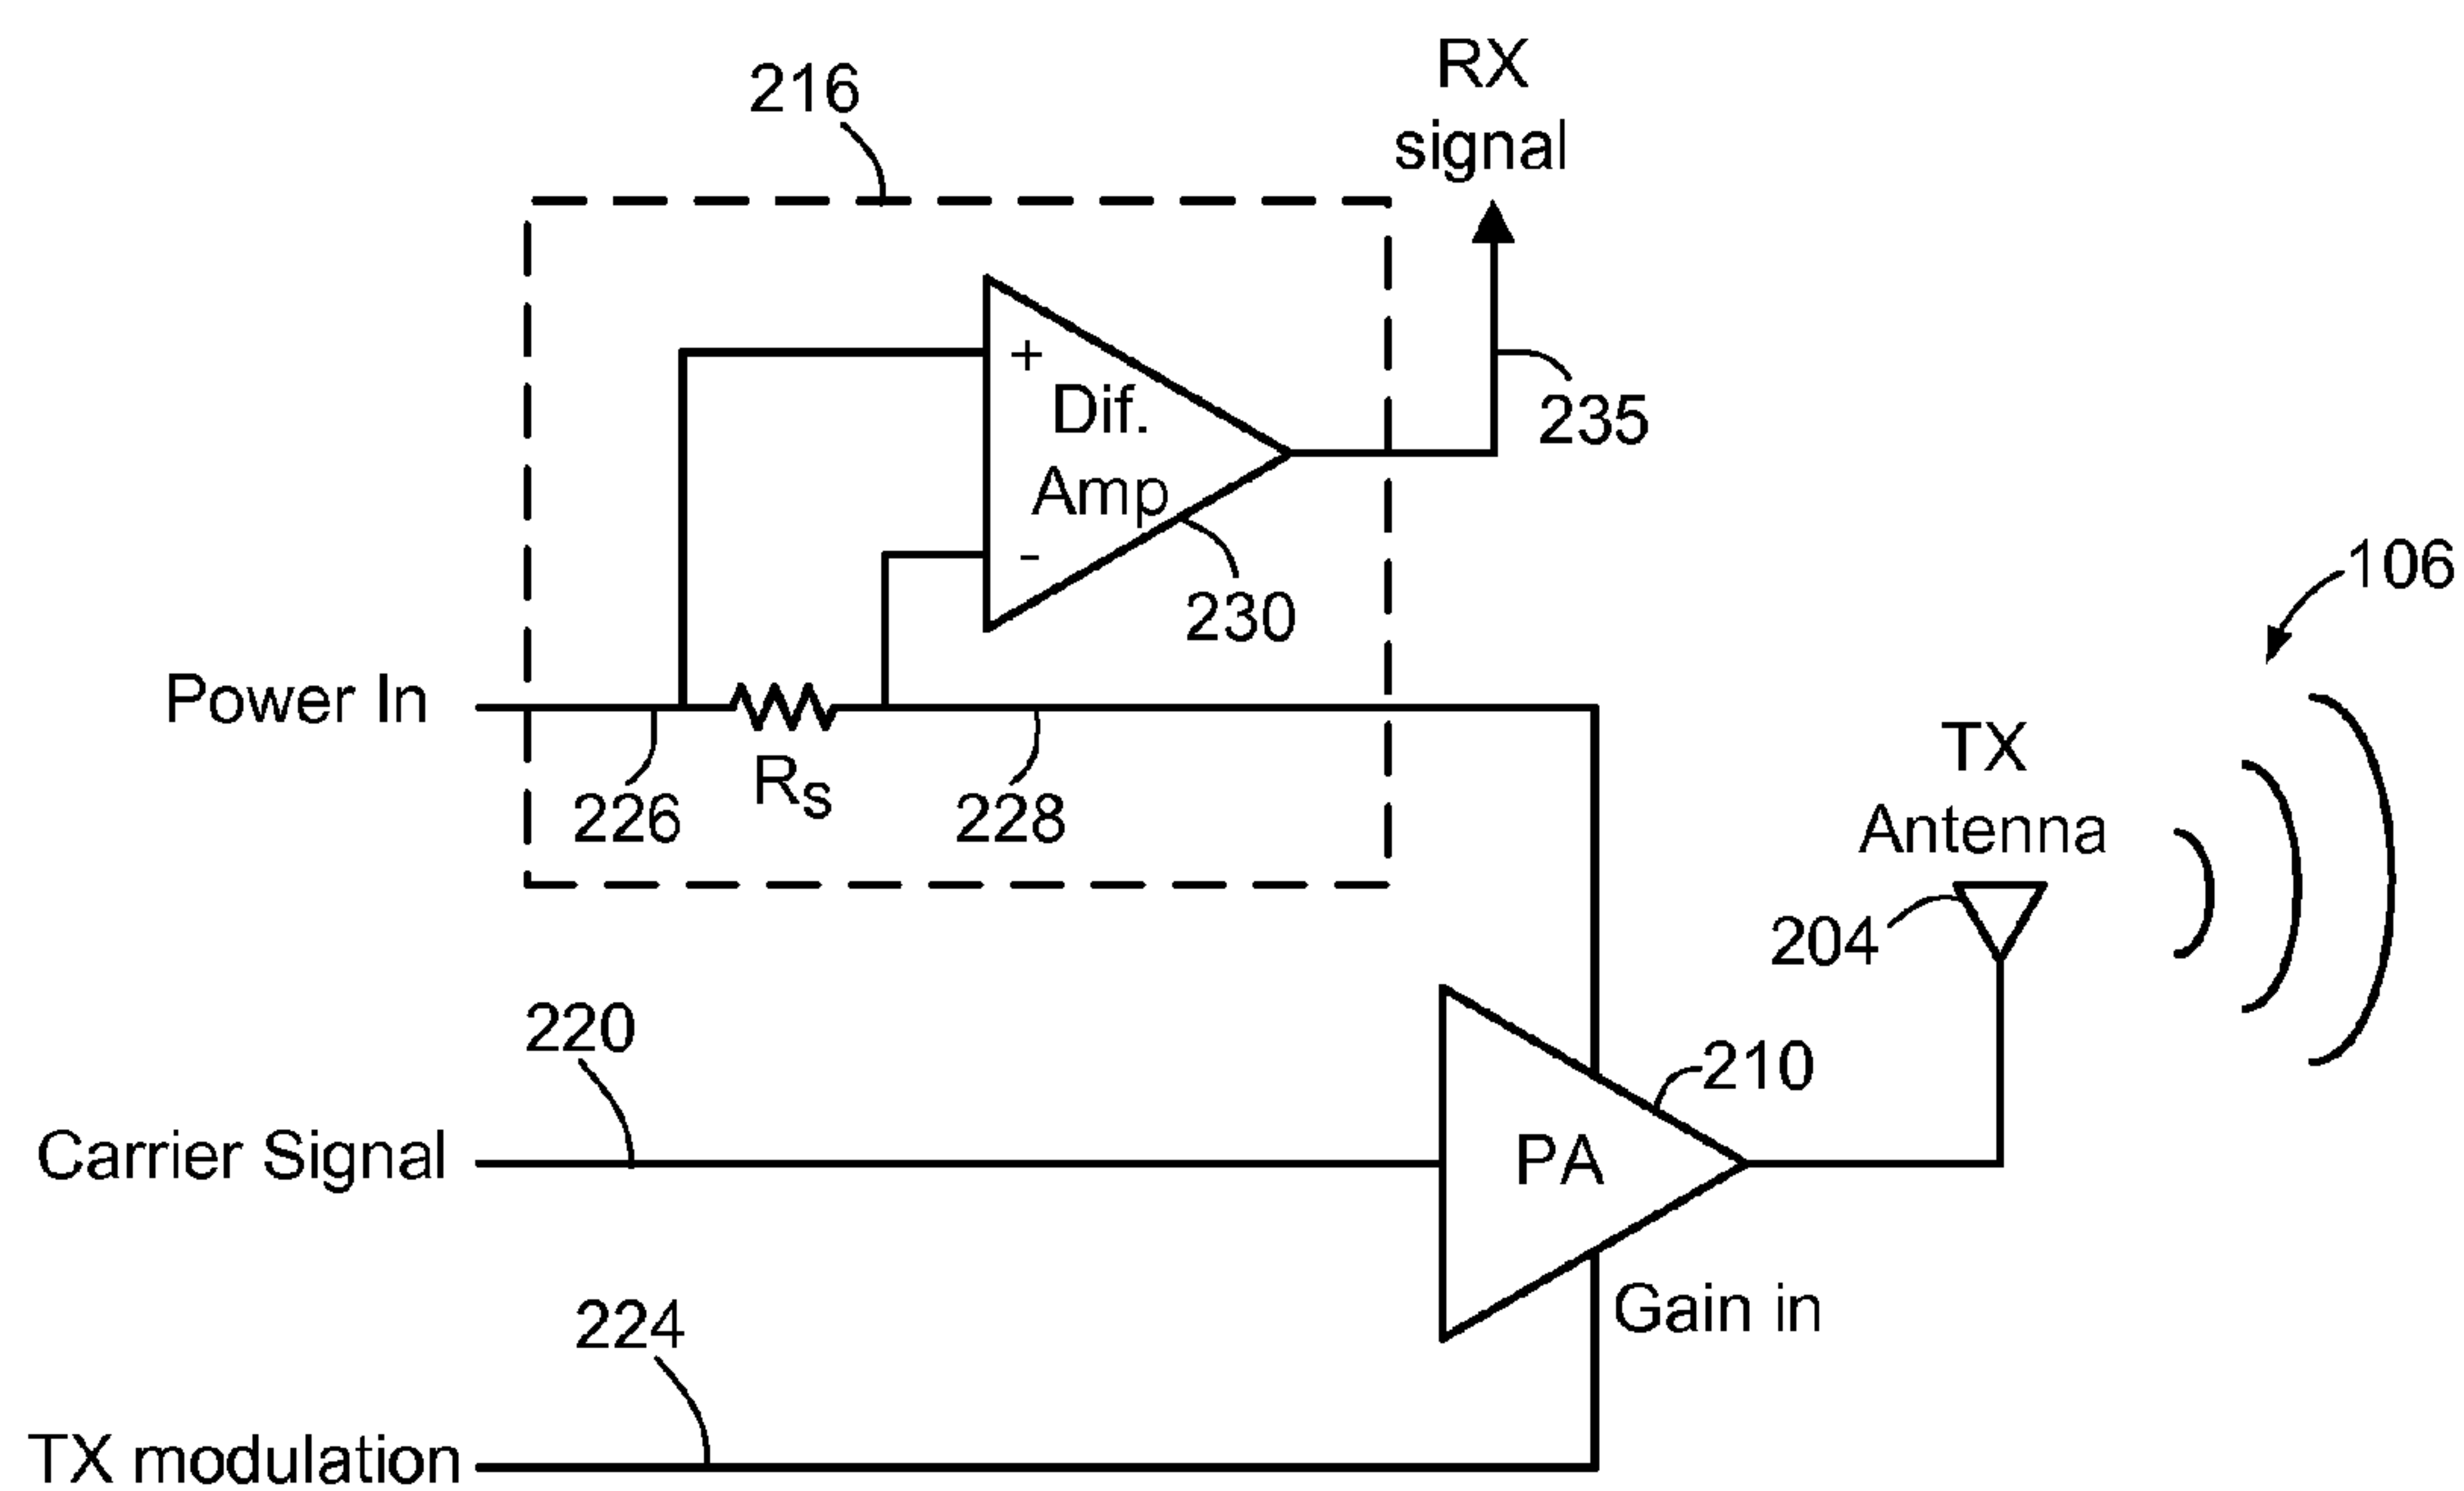 216
RX
signal
+
Dif.
Amp
-
235
230
106
Power In
226
Rs
228
TX
Antenna
204
220
210
Carrier Signal
PA
224
Gain in
TX modulation